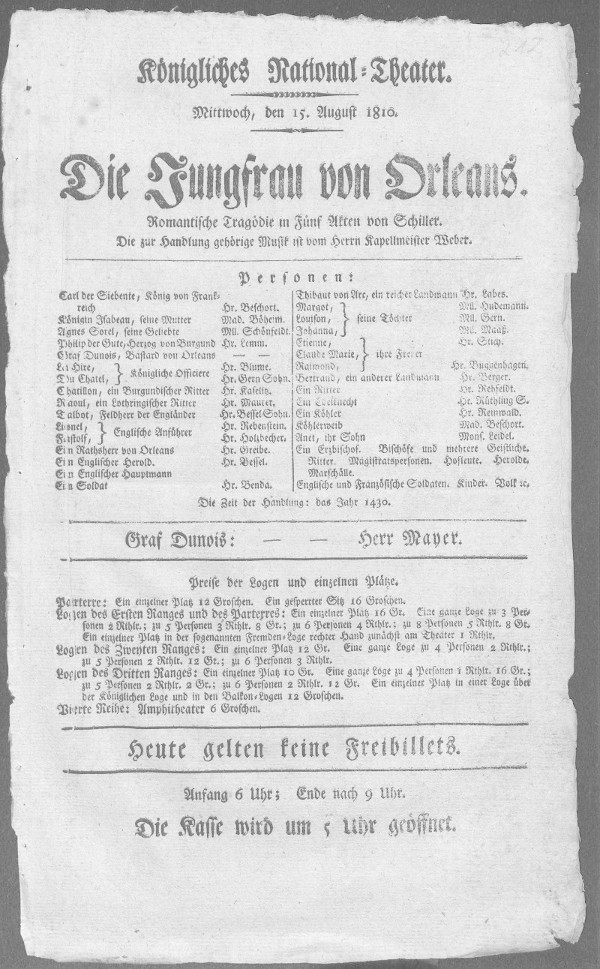 Königliches National-Theater.
Mittwoch, den 15. August 1810.
Die Jungfrau von Orleans.
Romantische Tragödie in Fünf Akten von Schiller.
Die zur Handlung gehörige Musik ist vom Herrn Kapellmeister Weber.
Personen:
Carl der Siebente, König von Frank-
reich Hr. Beschort.
Königin Isabeau, seine Mutter Mad. Böheim.
Agnes Sorel, seine Geliebte Mll. Schönfeldt.
Philip der Gute, Herzog von Burgund Hr. Lemm.
Graf Dunois, Bastard von Orleans — —
La Hire, Hr. Blume.
Du Chatel, } Königliche Officiere Hr. Gern Sohn.
Chatillon, ein Burgundischer Ritter Hr. Kaselitz.
Raoul, ein Lothringischer Ritter Hr. Maurer.
Talbot, Feldherr der Engländer Hr. Bessel Sohn.
Lionel, Hr. Rebenstein.
Fastolf, } Englische Anführer Hr. Holzbecher.
Ein Rathsherr von Orleans Hr. Greibe.
Ein Englischer Herold. Hr. Bessel.
Ein Englischer Hauptmann
Ein Soldat Hr. Benda.
Thibaut von Arc, ein reicher Landmann Hr. Labes.
Margot, Mll. Hudemann.
Louison, } seine Töchter Mll. Gern.
Johanna, Mll. Maaß.
Etienne, Hr. Stich.
Claude Marie, } ihre Freier
Raimond, Hr. Buggenhagen.
Bertrand, ein anderer Landmann Hr. Berger.
Ein Ritter Hr. Rehfeldt.
Ein Edelknecht Hr. Rüthling S.
Ein Köhler Hr. Reinwald.
Köhlerweib Mad. Beschort.
Anet, ihr Sohn Mons. Leidel.
Ein Erzbischof. Bischöfe und mehrere Geistliche.
Ritter. Magistratspersonen. Hofleute. Herolde.
Marschälle.
Englische und Französische Soldaten. Kinder. Volk ꝛc.
Die Zeit der Handlung: das Jahr 1430.
Graf Dunois: — — Herr Mayer.
Preise der Logen und einzelnen Plätze.
Parterre: Ein einzelner Platz 12 Groschen. Ein gesperrter Sitz 16 Groschen.
Logen des Ersten Ranges und des Parterres: Ein einzelner Platz 16 Gr. Eine ganze Loge zu 3 Per-
sonen 2 Rthlr.; zu 5 Personen 3 Rthlr. 8 Gr.; zu 6 Personen 4 Rthlr.; zu 8 Personen 5 Rthlr. 8 Gr.
Ein einzelner Platz in der sogenannten Fremden-Loge rechter Hand zunächst am Theater 1 Rthlr.
Logen des Zweyten Ranges: Ein einzelner Platz 12 Gr. Eine ganze Loge zu 4 Personen 2 Rthlr.;
zu 5 Personen 2 Rthlr. 12 Gr.; zu 6 Personen 3 Rthlr.
Logen des Dritten Ranges: Ein einzelner Platz 10 Gr. Eine ganze Loge zu 4 Personen 1 Rthlr. 16 Gr.;
zu 5 Personen 2 Rthlr. 2 Gr.; zu 6 Personen 2 Rthlr. 12 Gr. Ein einzelner Platz in einer Loge über
der Königlichen Loge und in den Balkon-Logen 12 Groschen.
Vierte Reihe: Amphitheater 6 Groschen.
Heute gelten keine Freibillets.
Anfang 6 Uhr; Ende nach 9 Uhr.
Die Kasse wird um 5 Uhr geöffnet.